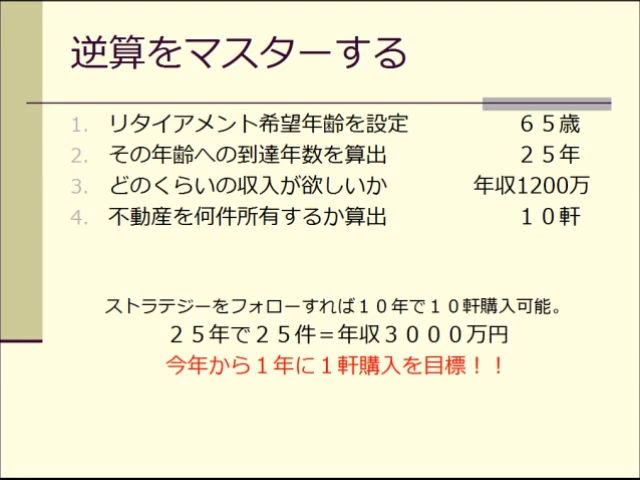 逆算をマスターする
1. リタイアメント希望年齢を設定 ６５歳
2. その年齢への到達年数を算出 ２５年
3. どのくらいの収入が欲しいか 年収1200万
4. 不動産を何件所有するか算出 １０軒
ストラテジーをフォローすれば１０年で１０軒購入可能。
２５年で２５件＝年収３０００万円
今年から１年に１軒購入を目標！！